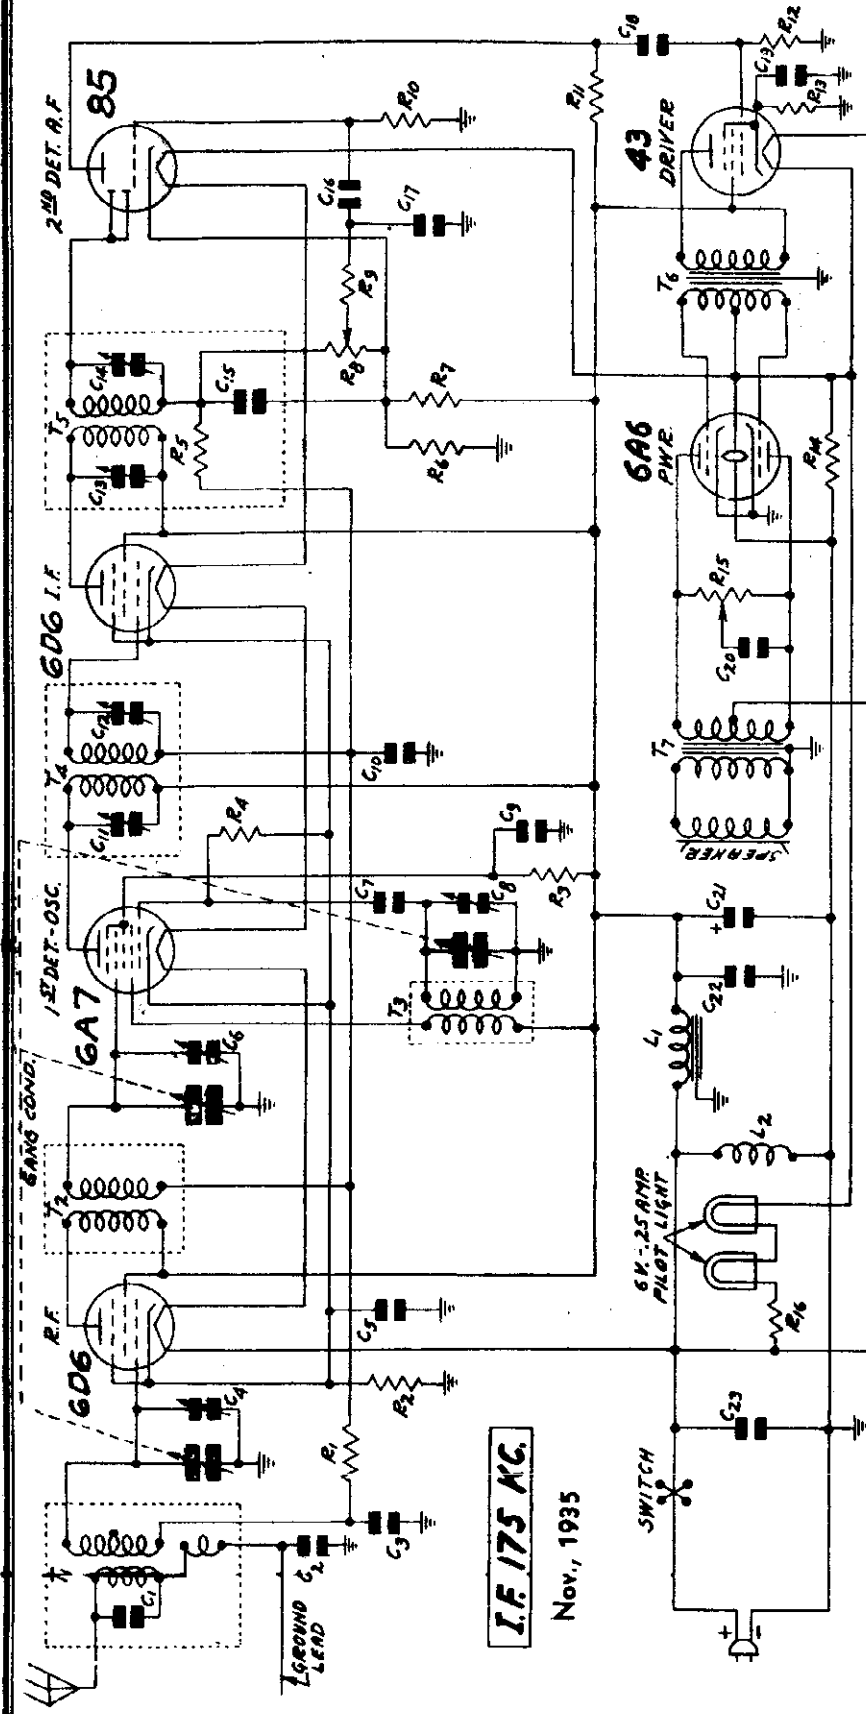 GANG COND.
6D6
R.F.
6A7
1ST DET.-OSC.
6D6 I.F.
2ND DET. A.F
85
T1
C1
GROUND
LEAD
C2
C3
R1
C4
R2
C5
T2
C6
T3
C7
C8
C9
R3
R4
T4
C11
C12
C10
T5
C13
C14
R5
C15
R6
R7
R8
R9
C16
C17
R10
I.F. 175 KC.
Nov., 1935
SWITCH
+
-
C23
6V.-.25 AMP.
PILOT LIGHT
R16
L2
L1
C22
C21
+
SPEAKER
T7
C20
R15
6A6
PWR.
R14
T6
43
DRIVER
R11
C18
R12
C19
R13